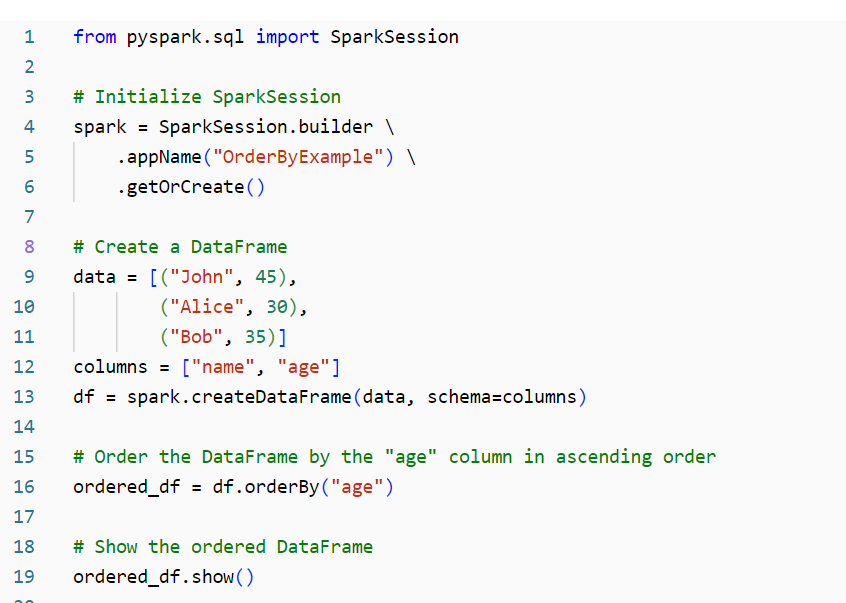 1 from pyspark.sql import SparkSession
2
3 # Initialize SparkSession
4 spark = SparkSession.builder \
5     .appName("OrderByExample") \
6     .getOrCreate()
7
8 # Create a DataFrame
9 data = [("John", 45),
10         ("Alice", 30),
11         ("Bob", 35)]
12 columns = ["name", "age"]
13 df = spark.createDataFrame(data, schema=columns)
14
15 # Order the DataFrame by the "age" column in ascending order
16 ordered_df = df.orderBy("age")
17
18 # Show the ordered DataFrame
19 ordered_df.show()